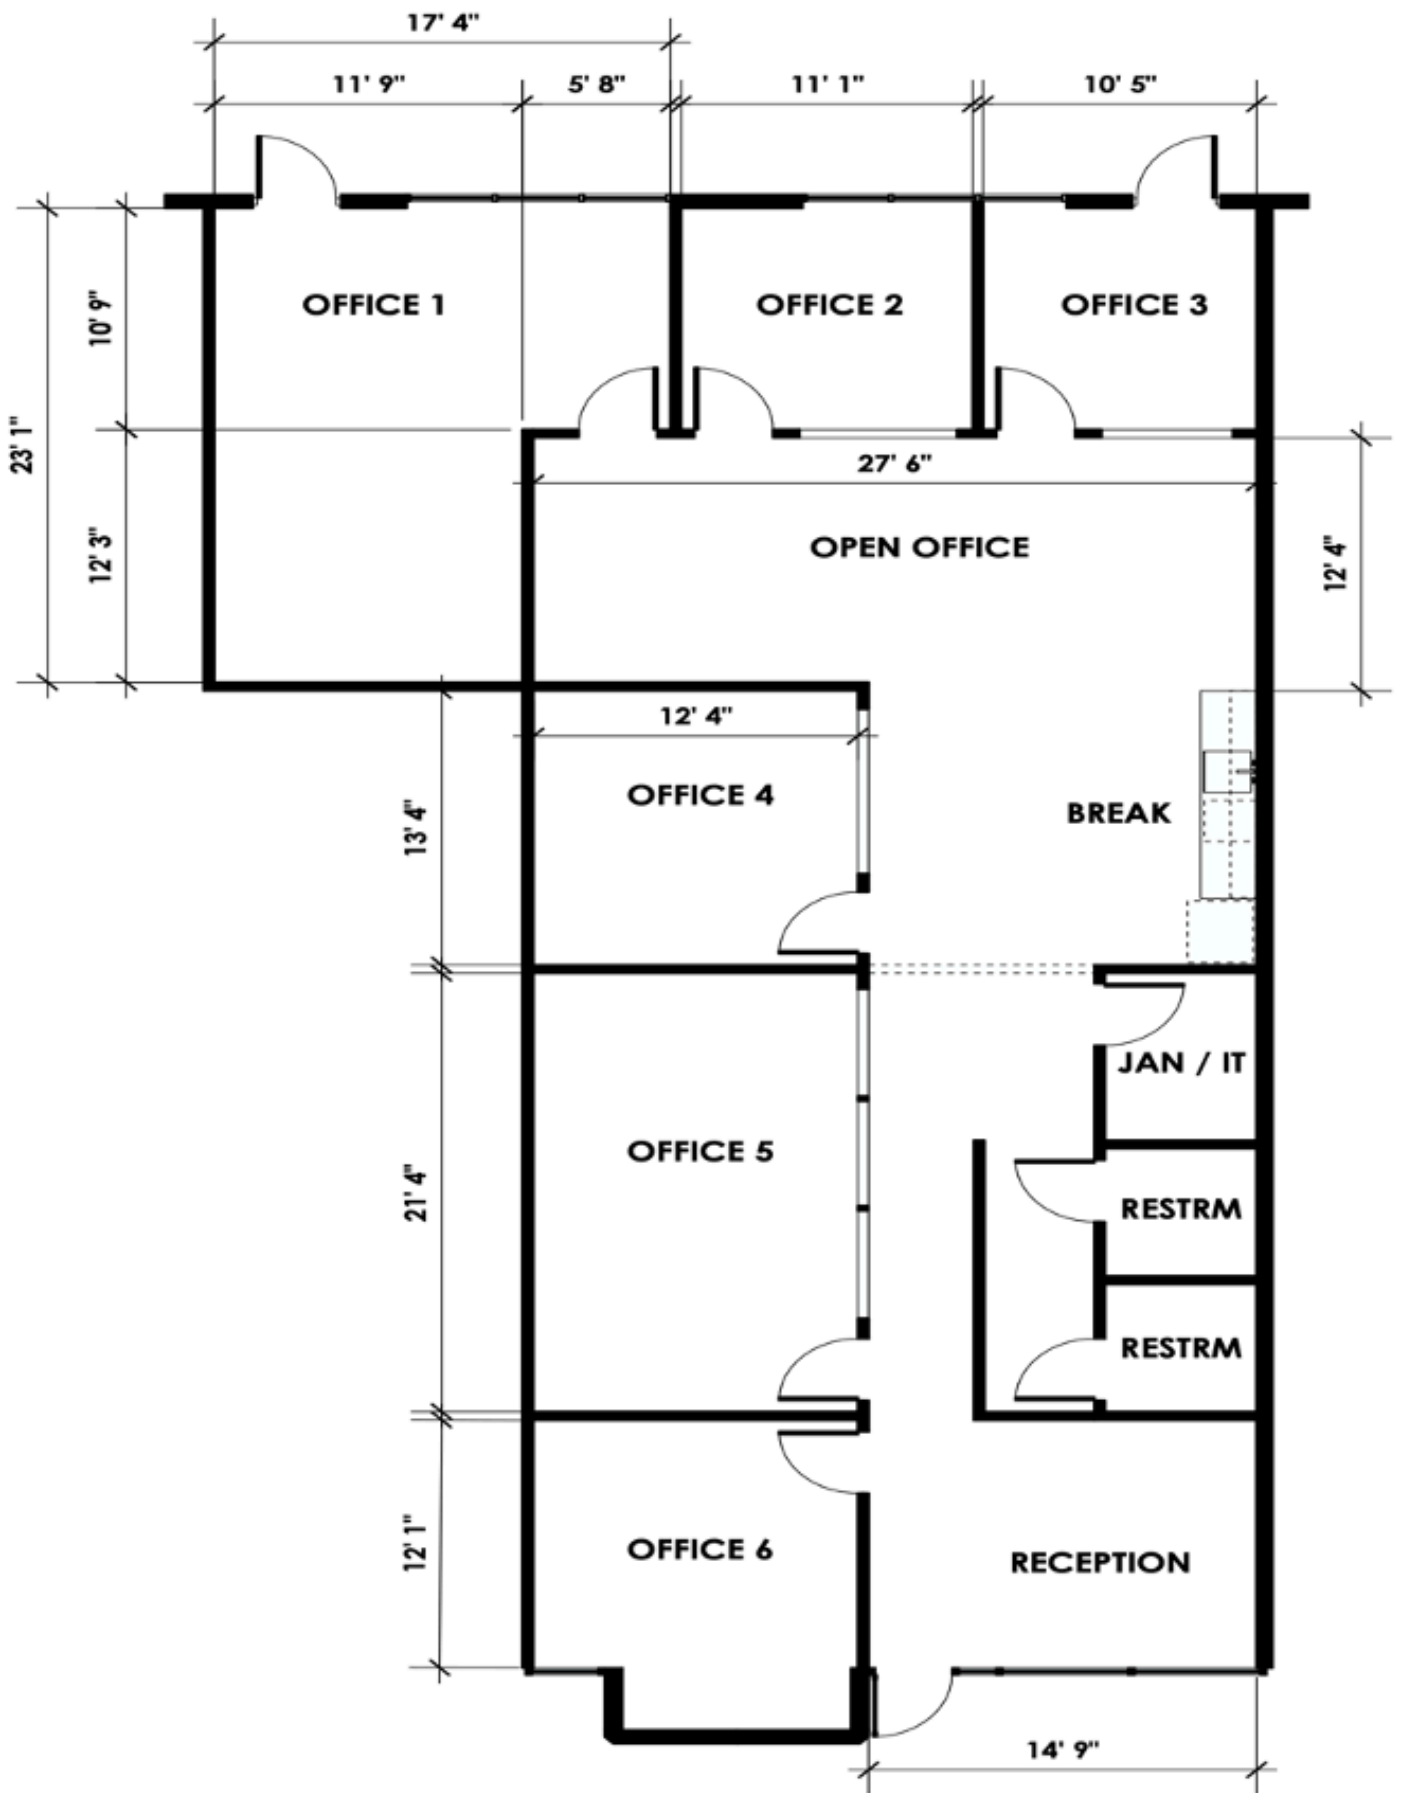 17' 4"
11' 9" 5' 8" 11' 1" 10' 5"
OFFICE 1 OFFICE 2 OFFICE 3
10' 9"
23' 1"
27' 6"
12' 3"
OPEN OFFICE
12' 4"
12' 4"
OFFICE 4
13' 4"
BREAK
JAN / IT
OFFICE 5
21' 4"
RESTRM
RESTRM
12' 1"
OFFICE 6
RECEPTION
14' 9"